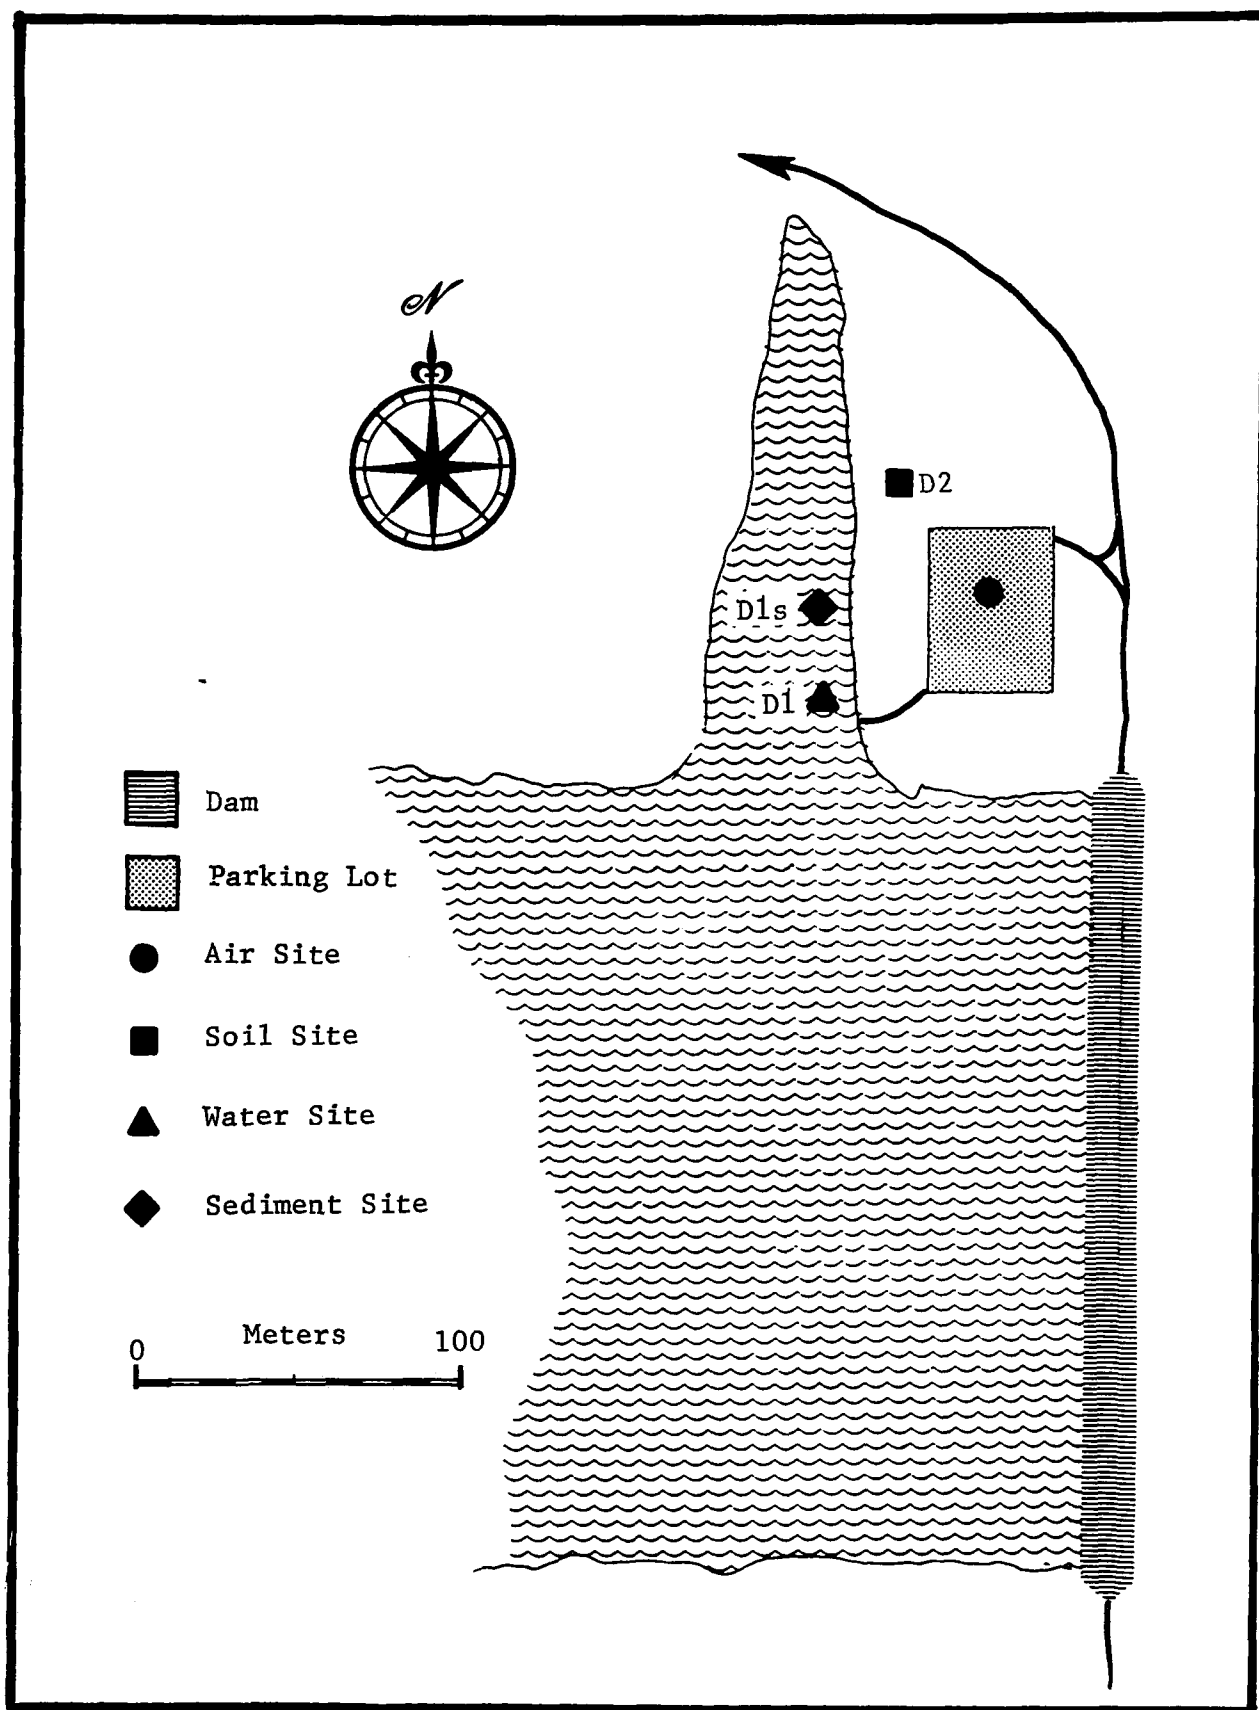 N
D2
D1s
D1
Dam
Parking Lot
Air Site
Soil Site
Water Site
Sediment Site
0 Meters 100